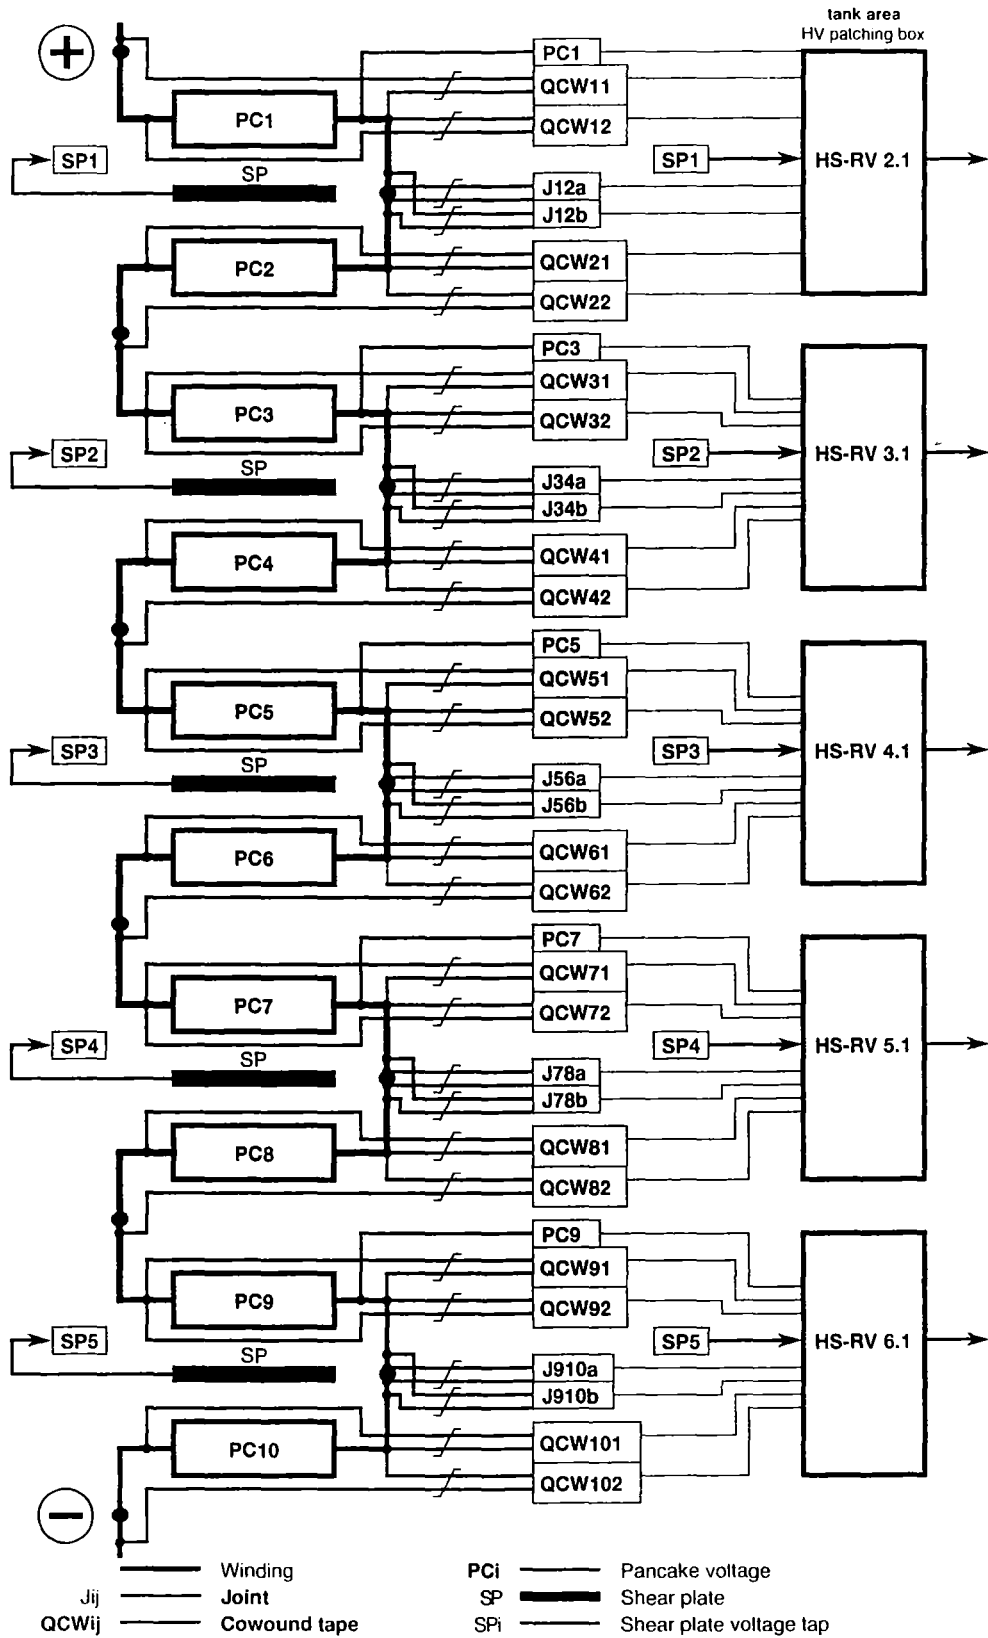 tank area
HV patching box
+
PC1
QCW11
PC1
QCW12
SP1
SP
SP1
HS-RV 2.1
J12a
J12b
PC2
QCW21
QCW22
PC3
QCW31
PC3
QCW32
SP2
SP
SP2
HS-RV 3.1
J34a
J34b
PC4
QCW41
QCW42
PC5
QCW51
PC5
QCW52
SP3
SP
SP3
HS-RV 4.1
J56a
J56b
PC6
QCW61
QCW62
PC7
QCW71
PC7
QCW72
SP4
SP
SP4
HS-RV 5.1
J78a
J78b
PC8
QCW81
QCW82
PC9
QCW91
PC9
QCW92
SP5
SP
SP5
HS-RV 6.1
J910a
J910b
PC10
QCW101
QCW102
−
Winding
Jij Joint
QCWij Cowound tape
PCi Pancake voltage
SP Shear plate
SPi Shear plate voltage tap